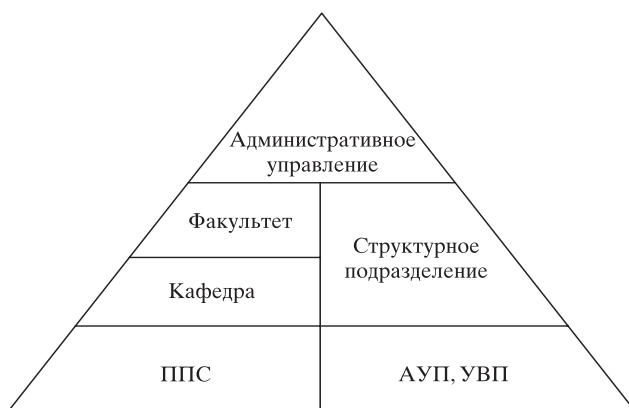 Административное
управление
Факультет
Структурное
подразделение
Кафедра
ППС
АУП, УВП